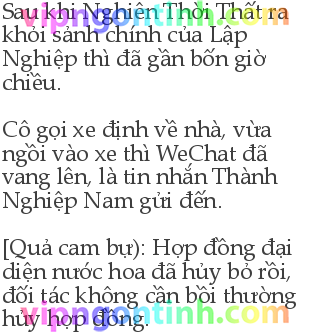 Sau khi Nghiên Thời Thất ra
khỏi sảnh chính của Lập
Nghiệp thì đã gần bốn giờ
chiều.
Cô gọi xe định về nhà, vừa
ngồi vào xe thì WeChat đã
vang lên, là tin nhắn Thành
Nghiệp Nam gửi đến.
[Quả cam bự): Hợp đồng đại
diện nước hoa đã hủy bỏ rồi,
đối tác không cần bồi thường
hủy hợp đồng.
vipngontinh.com
vipngontinh.com